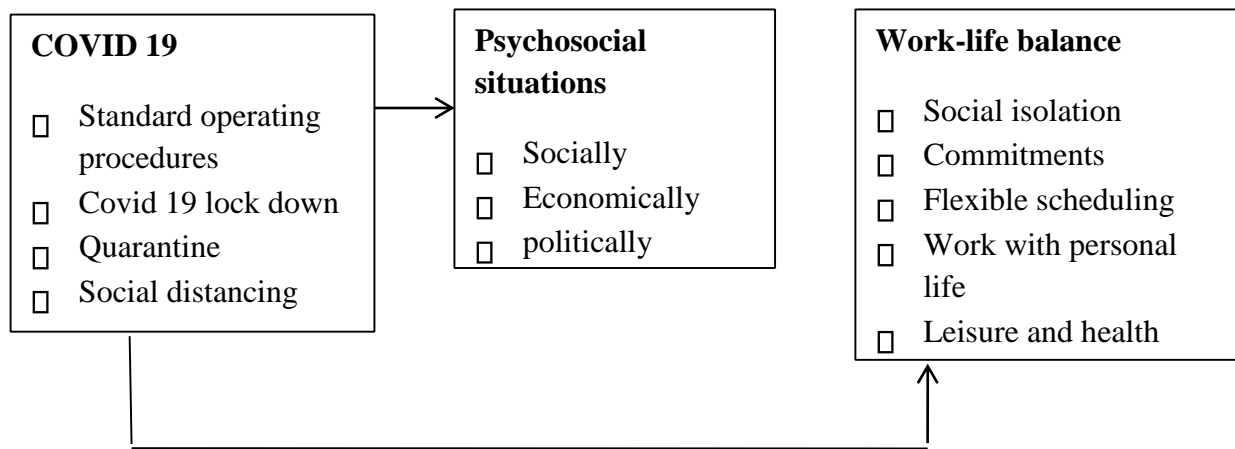 COVID 19
▯ Standard operating
procedures
▯ Covid 19 lock down
▯ Quarantine
▯ Social distancing
Psychosocial
situations
▯ Socially
▯ Economically
▯ politically
Work-life balance
▯ Social isolation
▯ Commitments
▯ Flexible scheduling
▯ Work with personal
life
▯ Leisure and health